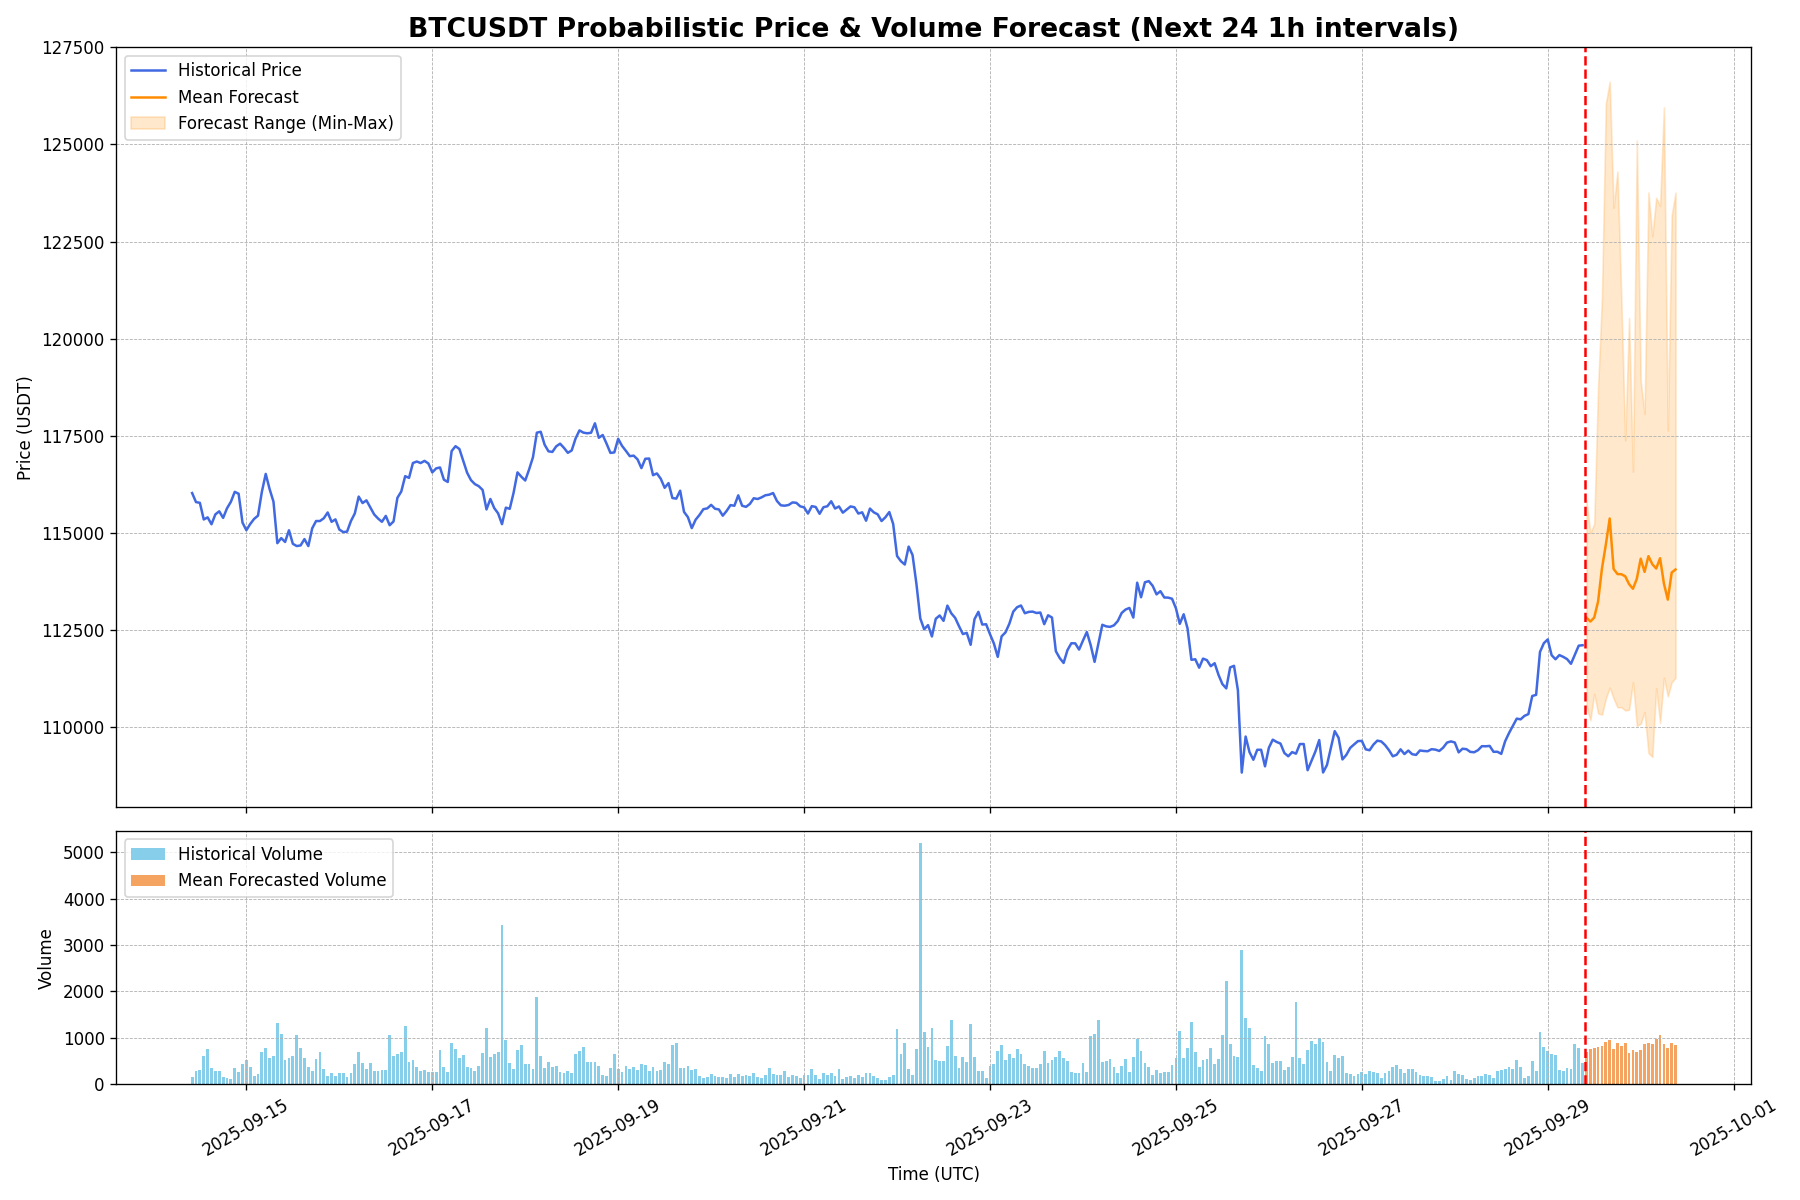 BTCUSDT Probabilistic Price & Volume Forecast (Next 24 1h intervals)
127500
125000
122500
120000
117500
115000
112500
110000
Price (USDT)
Historical Price
Mean Forecast
Forecast Range (Min-Max)
5000
4000
3000
2000
1000
0
Volume
Historical Volume
Mean Forecasted Volume
2025-09-15
2025-09-17
2025-09-19
2025-09-21
2025-09-23
2025-09-25
2025-09-27
2025-09-29
2025-10-01
Time (UTC)